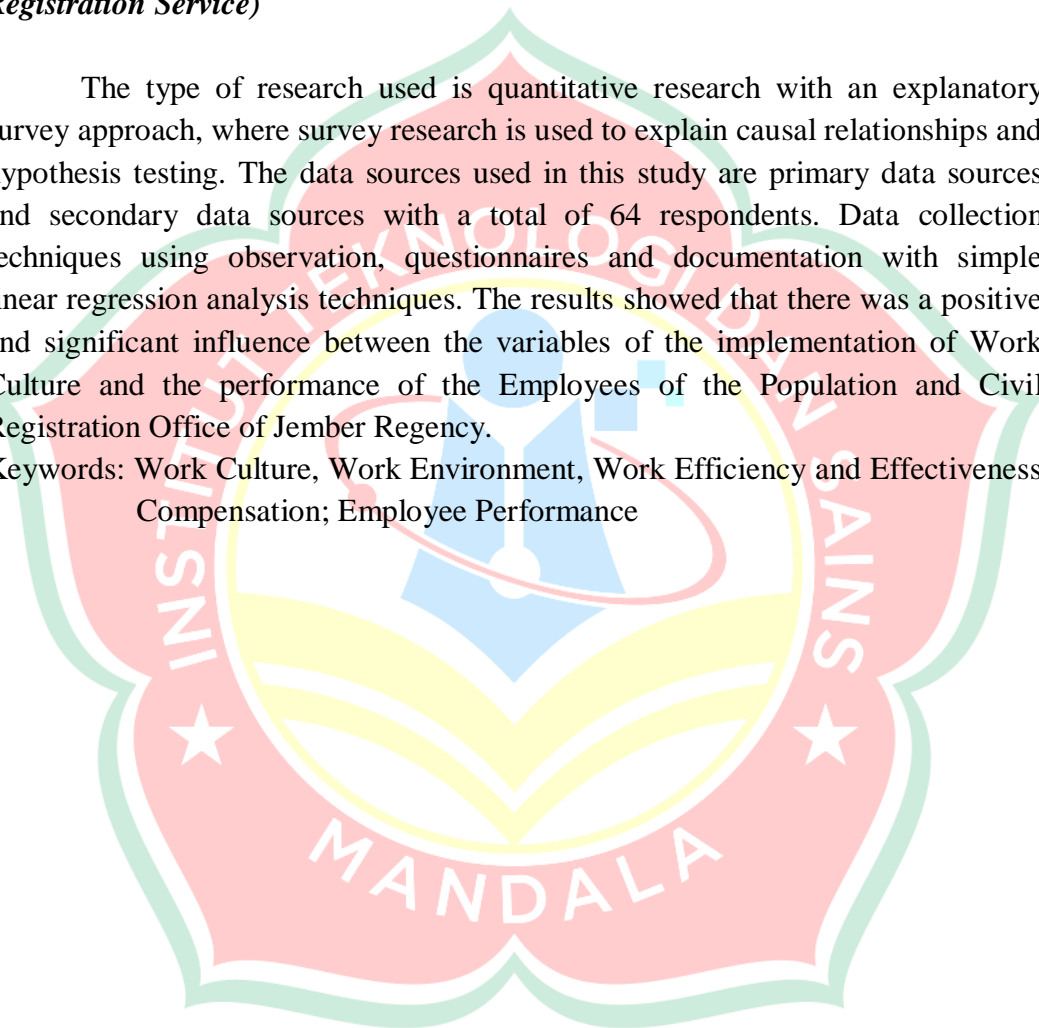 Registration Service)
The type of research used is quantitative research with an explanatory
urvey approach, where survey research is used to explain causal relationships and
ypothesis testing. The data sources used in this study are primary data sources
nd secondary data sources with a total of 64 respondents. Data collection
echniques using observation, questionnaires and documentation with simple
inear regression analysis techniques. The results showed that there was a positive
nd significant influence between the variables of the implementation of Work
Culture and the performance of the Employees of the Population and Civil
Registration Office of Jember Regency.
Keywords: Work Culture, Work Environment, Work Efficiency and Effectiveness
Compensation; Employee Performance
INSTITUT TEKNOLOGI DAN SAINS
MANDALA